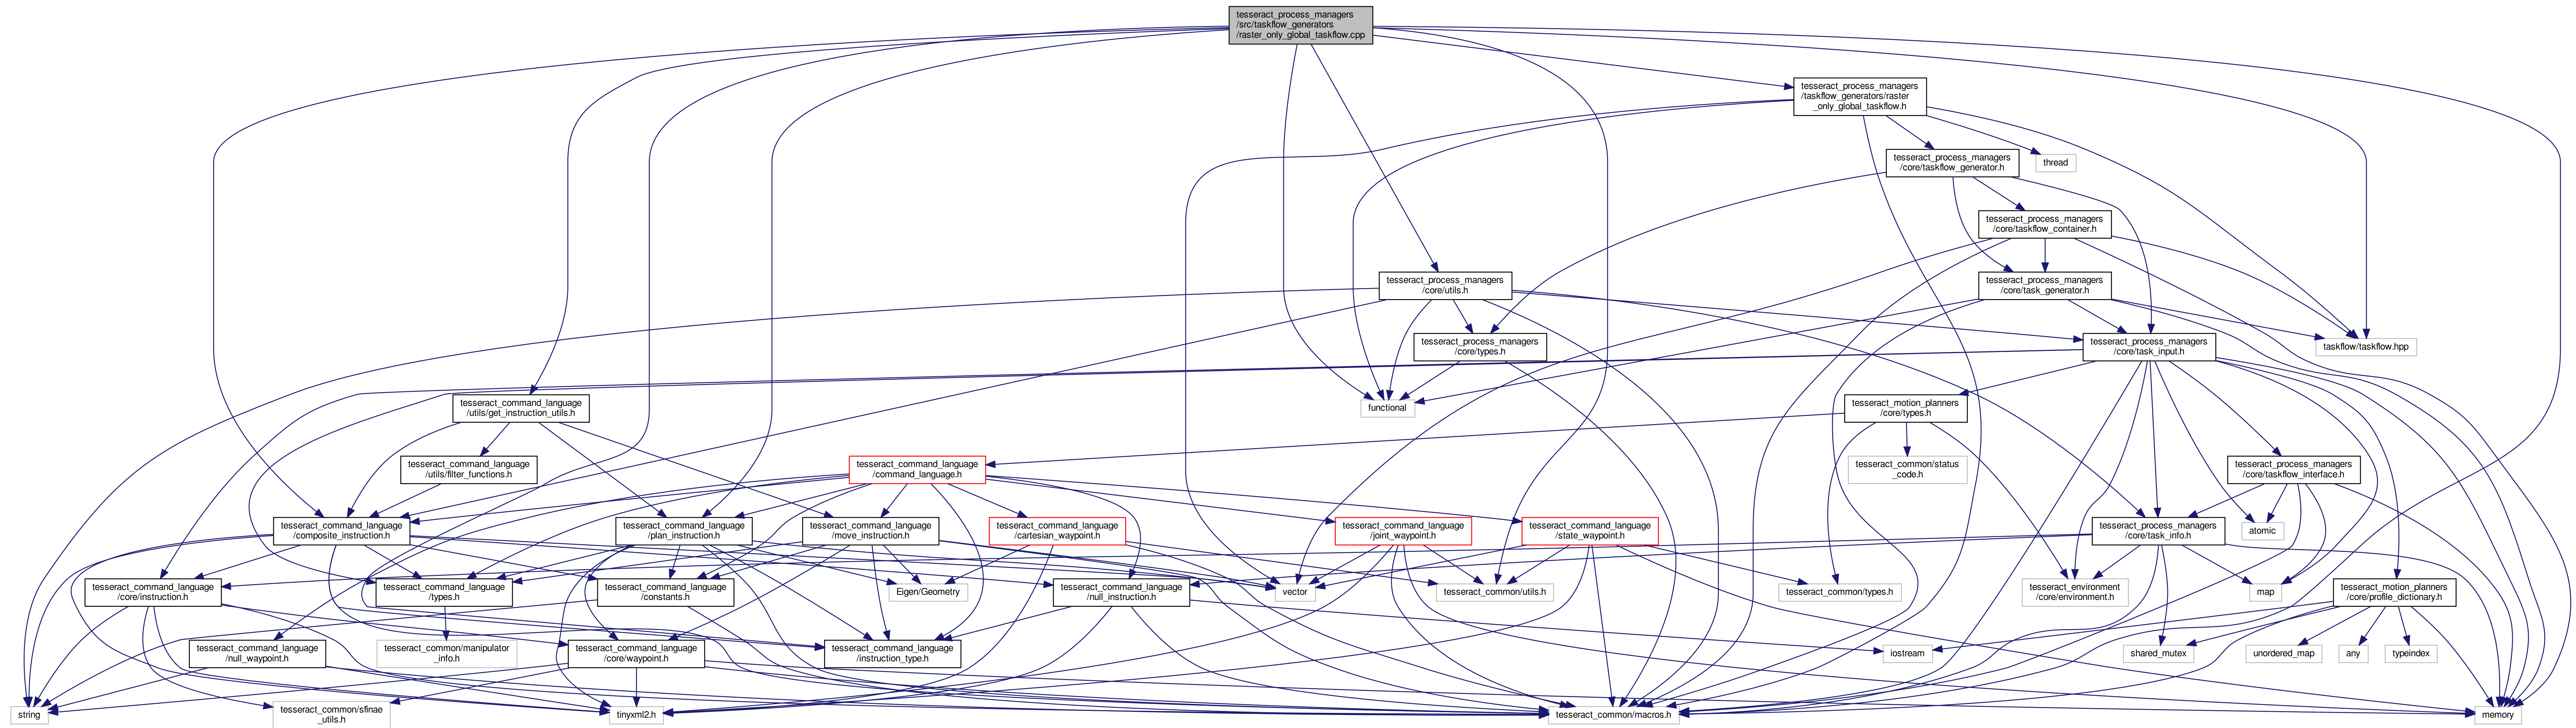 tesseract_process_managers
/src/taskflow_generators
/raster_only_global_taskflow.cpp
tesseract_process_managers
/taskflow_generators/raster
_only_global_taskflow.h
tesseract_process_managers
/core/taskflow_generator.h
thread
tesseract_process_managers
/core/taskflow_container.h
tesseract_process_managers
/core/utils.h
tesseract_process_managers
/core/task_generator.h
tesseract_process_managers
/core/types.h
tesseract_process_managers
/core/task_input.h
taskflow/taskflow.hpp
tesseract_command_language
/utils/get_instruction_utils.h
functional
tesseract_motion_planners
/core/types.h
tesseract_command_language
/utils/filter_functions.h
tesseract_command_language
/command_language.h
tesseract_common/status
_code.h
tesseract_process_managers
/core/taskflow_interface.h
tesseract_command_language
/composite_instruction.h
tesseract_command_language
/plan_instruction.h
tesseract_command_language
/move_instruction.h
tesseract_command_language
/cartesian_waypoint.h
tesseract_command_language
/joint_waypoint.h
tesseract_command_language
/state_waypoint.h
tesseract_process_managers
/core/task_info.h
atomic
tesseract_command_language
/core/instruction.h
tesseract_command_language
/types.h
tesseract_command_language
/constants.h
Eigen/Geometry
tesseract_command_language
/null_instruction.h
vector
tesseract_common/utils.h
tesseract_common/types.h
tesseract_environment
/core/environment.h
map
tesseract_motion_planners
/core/profile_dictionary.h
tesseract_command_language
/null_waypoint.h
tesseract_common/manipulator
_info.h
tesseract_command_language
/core/waypoint.h
tesseract_command_language
/instruction_type.h
iostream
shared_mutex
unordered_map
any
typeindex
string
tesseract_common/sfinae
_utils.h
tinyxml2.h
tesseract_common/macros.h
memory